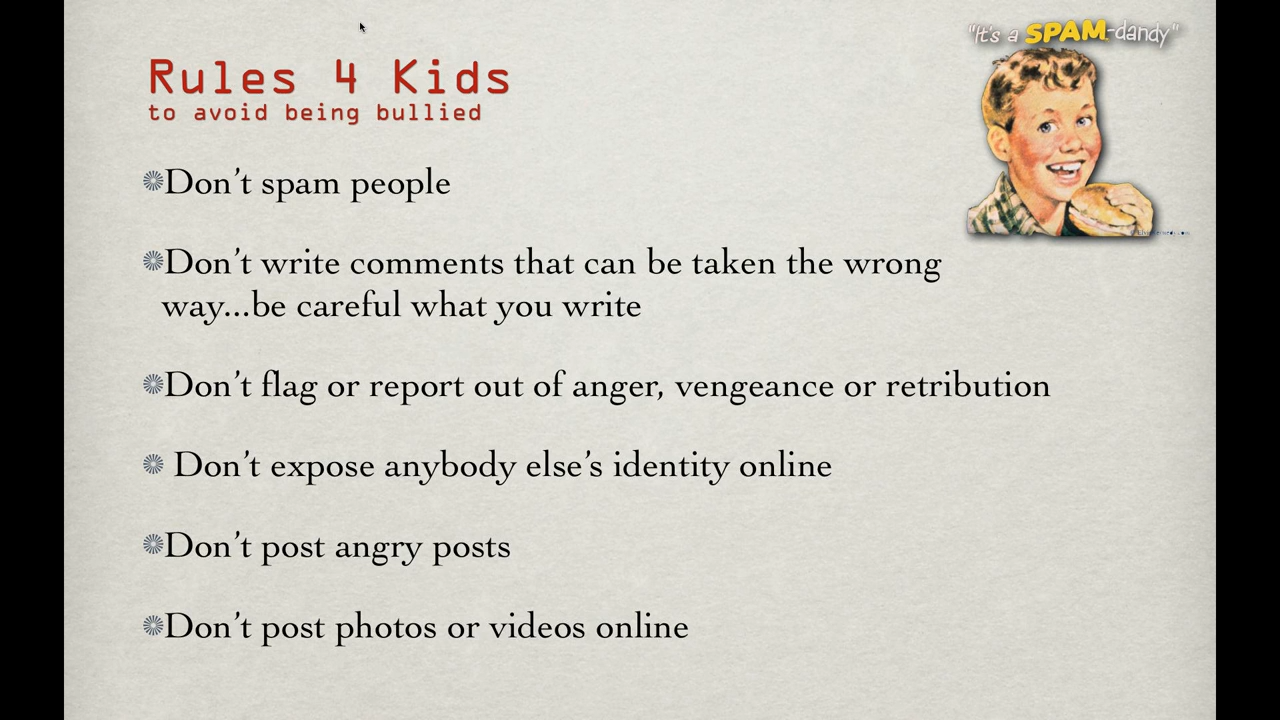 "It's a SPAM-dandy"
Rules 4 Kids
to avoid being bullied
Don't spam people
Don't write comments that can be taken the wrong
way...be careful what you write
Don't flag or report out of anger, vengeance or retribution
Don't expose anybody else's identity online
Don't post angry posts
Don't post photos or videos online